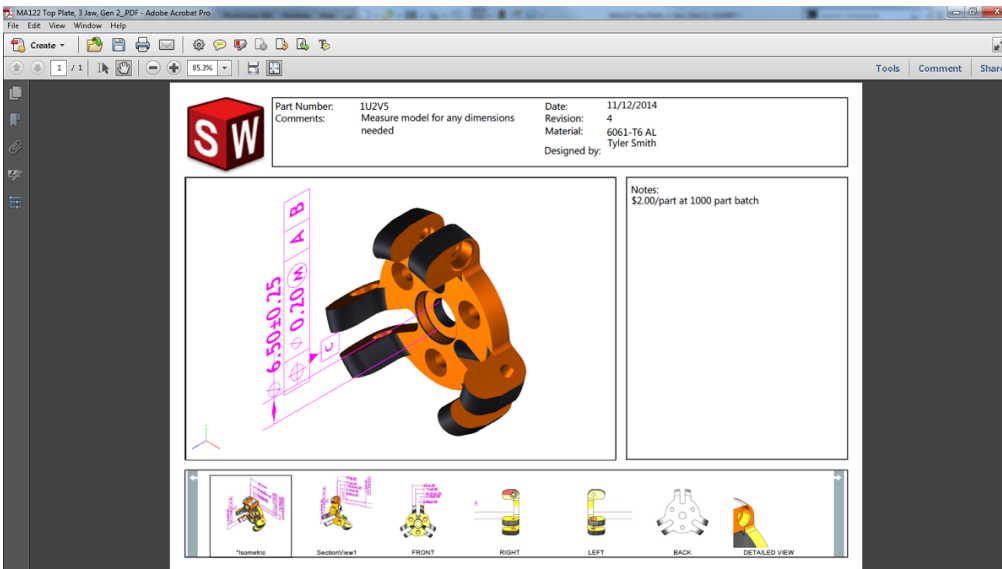 MA122 Top Plate, 3 Jaw, Gen 2_.PDF - Adobe Acrobat Pro
File Edit View Window Help
Create
1 / 1
85.3%
Tools Comment Share
SW
Part Number: 1U2V5
Comments: Measure model for any dimensions
needed
Date: 11/12/2014
Revision: 4
Material: 6061-T6 AL
Designed by: Tyler Smith
6.50±0.25
0.20 M A B
C
Notes:
$2.00/part at 1000 part batch
*Isometric SectionView1 FRONT RIGHT LEFT BACK DETAILED VIEW